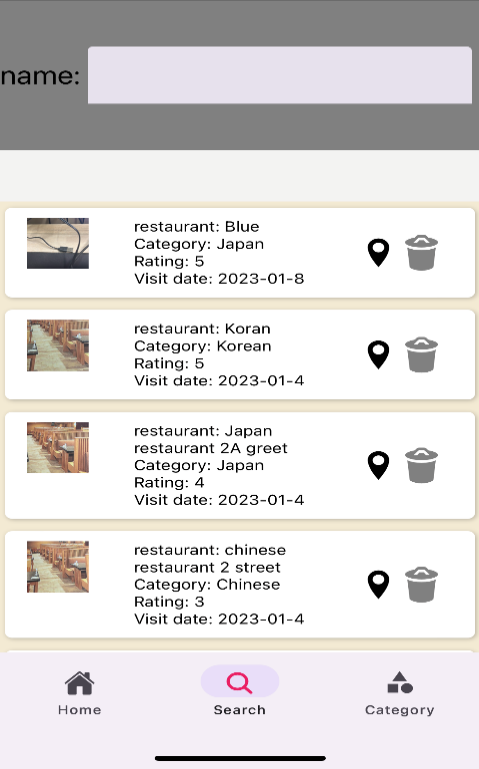 name:
restaurant: Blue
Category: Japan
Rating: 5
Visit date: 2023-01-8
restaurant: Koran
Category: Korean
Rating: 5
Visit date: 2023-01-4
restaurant: Japan
restaurant 2A greet
Category: Japan
Rating: 4
Visit date: 2023-01-4
restaurant: chinese
restaurant 2 street
Category: Chinese
Rating: 3
Visit date: 2023-01-4
Home
Search
Category